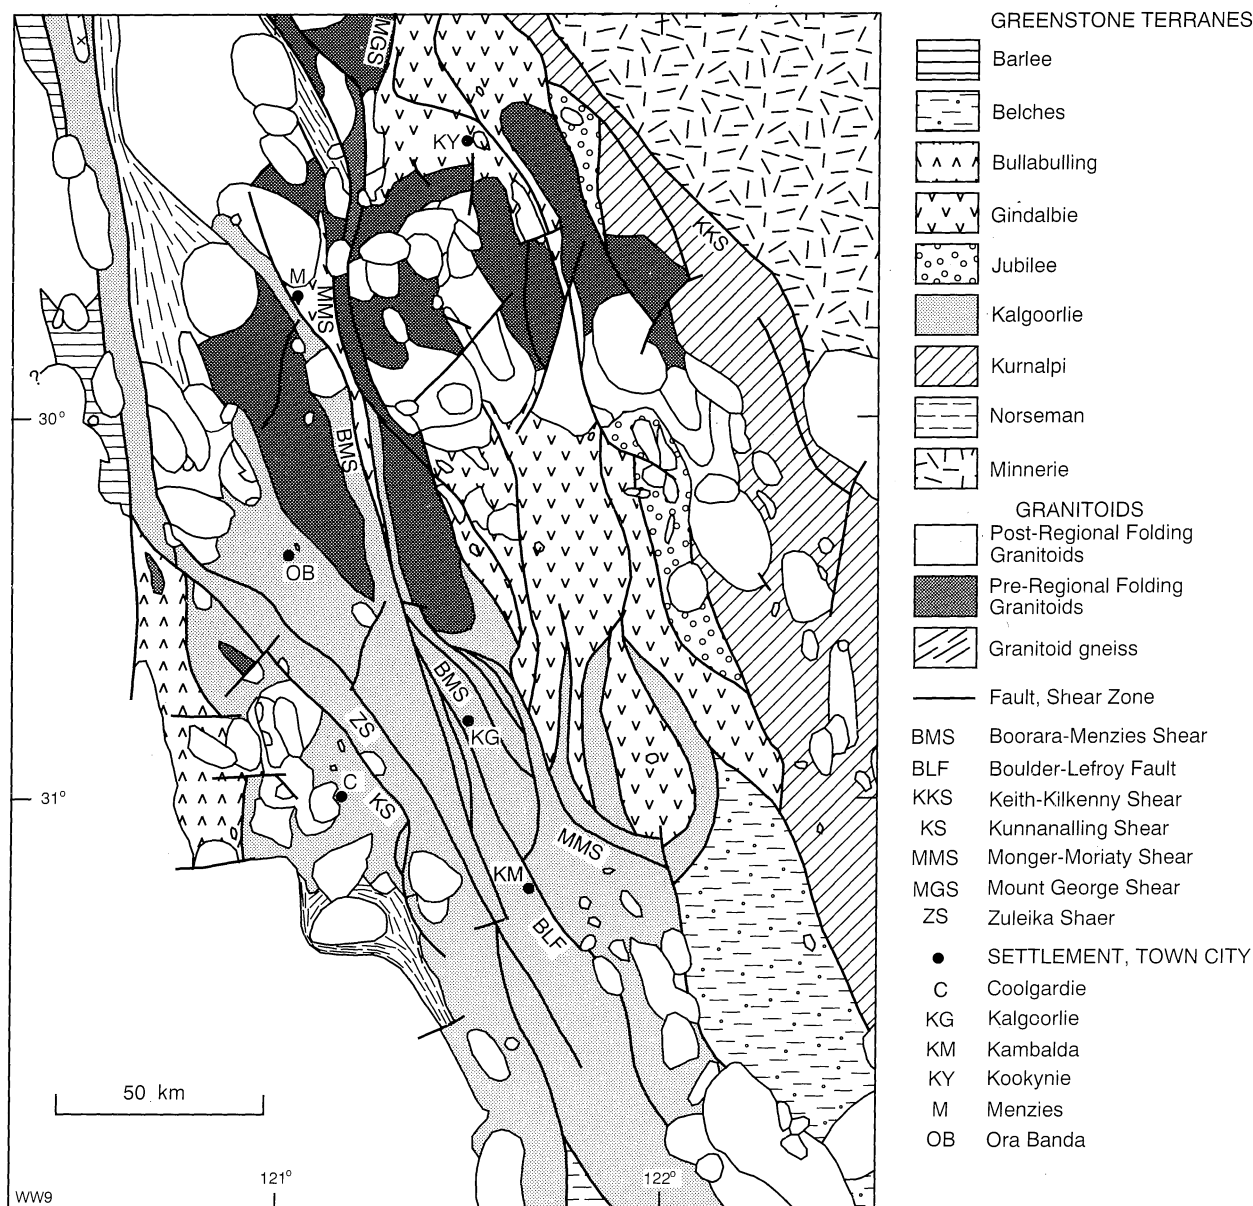 MGS
KY
KKS
M
MMS
?
30°
BMS
OB
BMS
ZS
KG
C
KS
31°
MMS
KM
BLF
50 km
121°
122°
WW9
x
GREENSTONE TERRANES
Barlee
Belches
Bullabulling
Gindalbie
Jubilee
Kalgoorlie
Kurnalpi
Norseman
Minnerie
GRANITOIDS
Post-Regional Folding
Granitoids
Pre-Regional Folding
Granitoids
Granitoid gneiss
Fault, Shear Zone
BMS Boorara-Menzies Shear
BLF Boulder-Lefroy Fault
KKS Keith-Kilkenny Shear
KS Kunnanalling Shear
MMS Monger-Moriaty Shear
MGS Mount George Shear
ZS Zuleika Shaer
SETTLEMENT, TOWN CITY
C Coolgardie
KG Kalgoorlie
KM Kambalda
KY Kookynie
M Menzies
OB Ora Banda